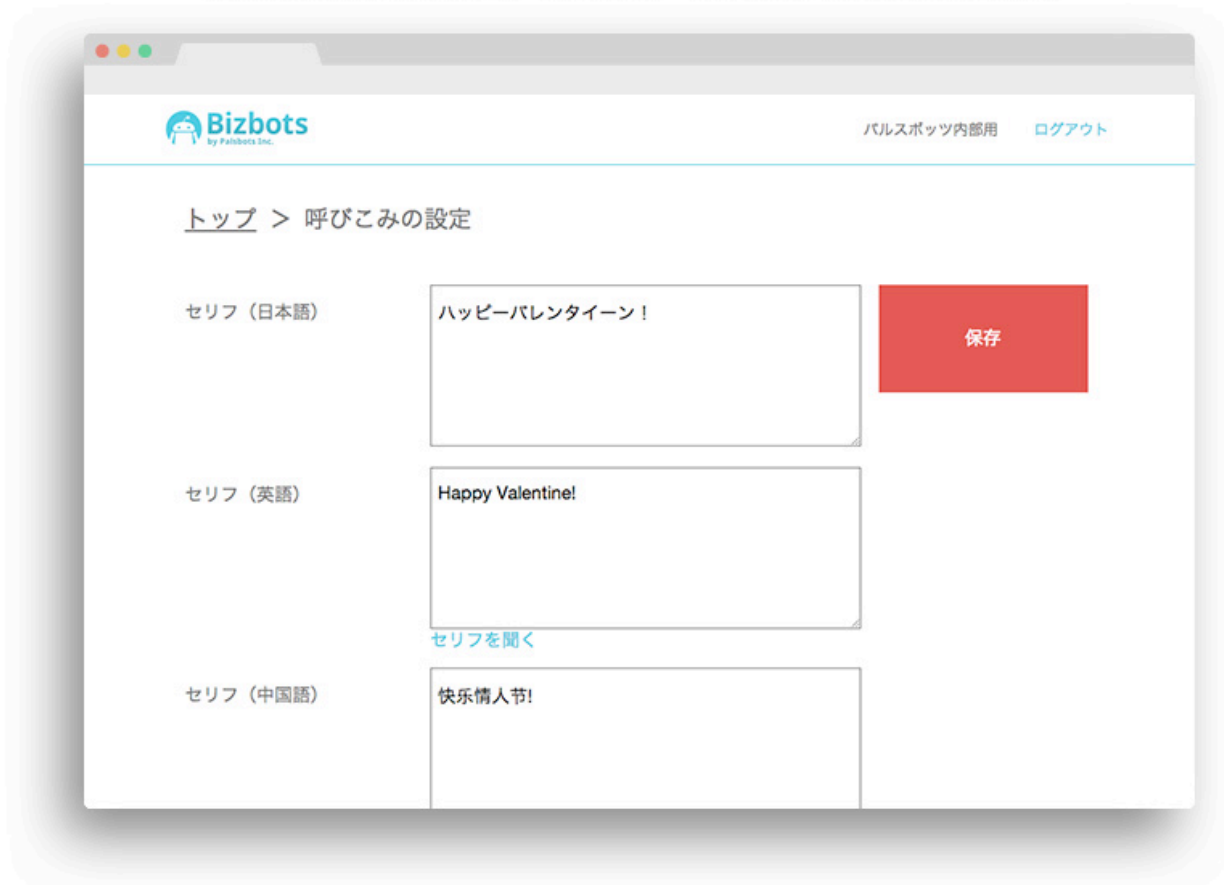 Bizbots
by Palsbots Inc.
パルスボッツ内部用 ログアウト
トップ ＞ 呼びこみの設定
セリフ（日本語）
ハッピーバレンタイーン！
保存
セリフ（英語）
Happy Valentine!
セリフを聞く
セリフ（中国語）
快乐情人节!